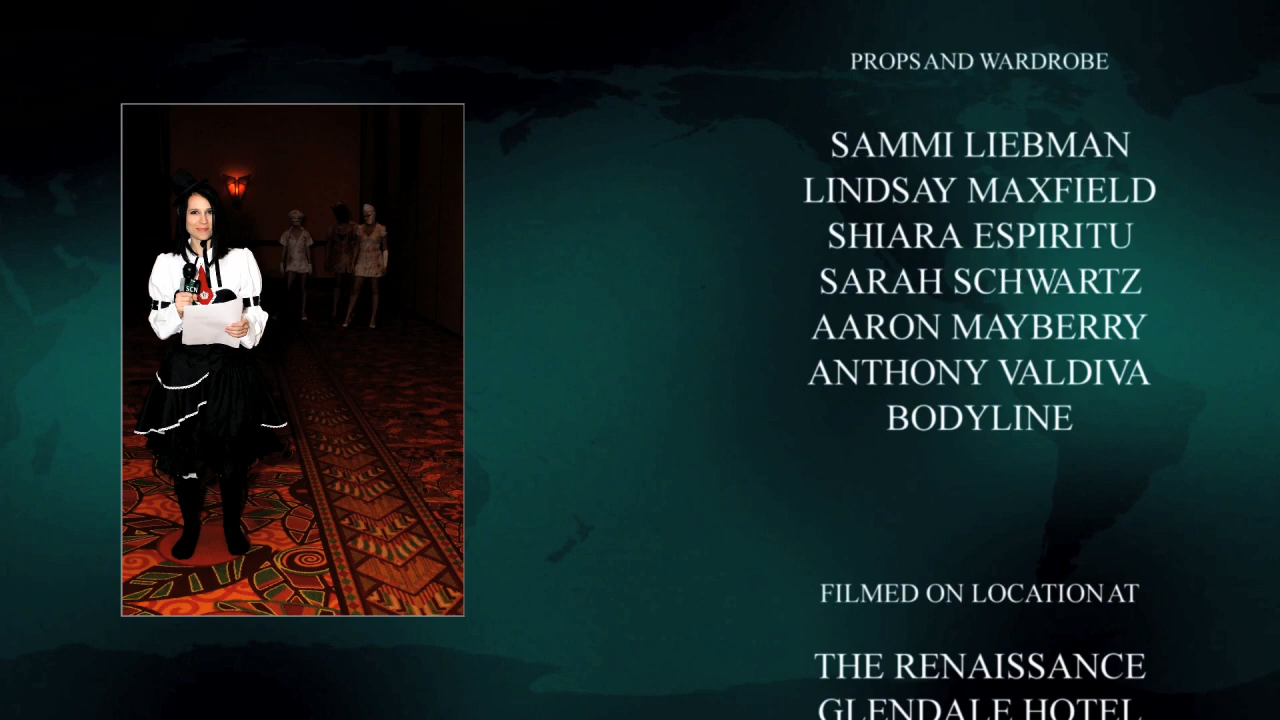 PROPS AND WARDROBE
SAMMI LIEBMAN
LINDSAY MAXFIELD
SHIARA ESPIRITU
SARAH SCHWARTZ
AARON MAYBERRY
ANTHONY VALDIVA
BODYLINE
SCN
FILMED ON LOCATION AT
THE RENAISSANCE
GLENDALE HOTEL